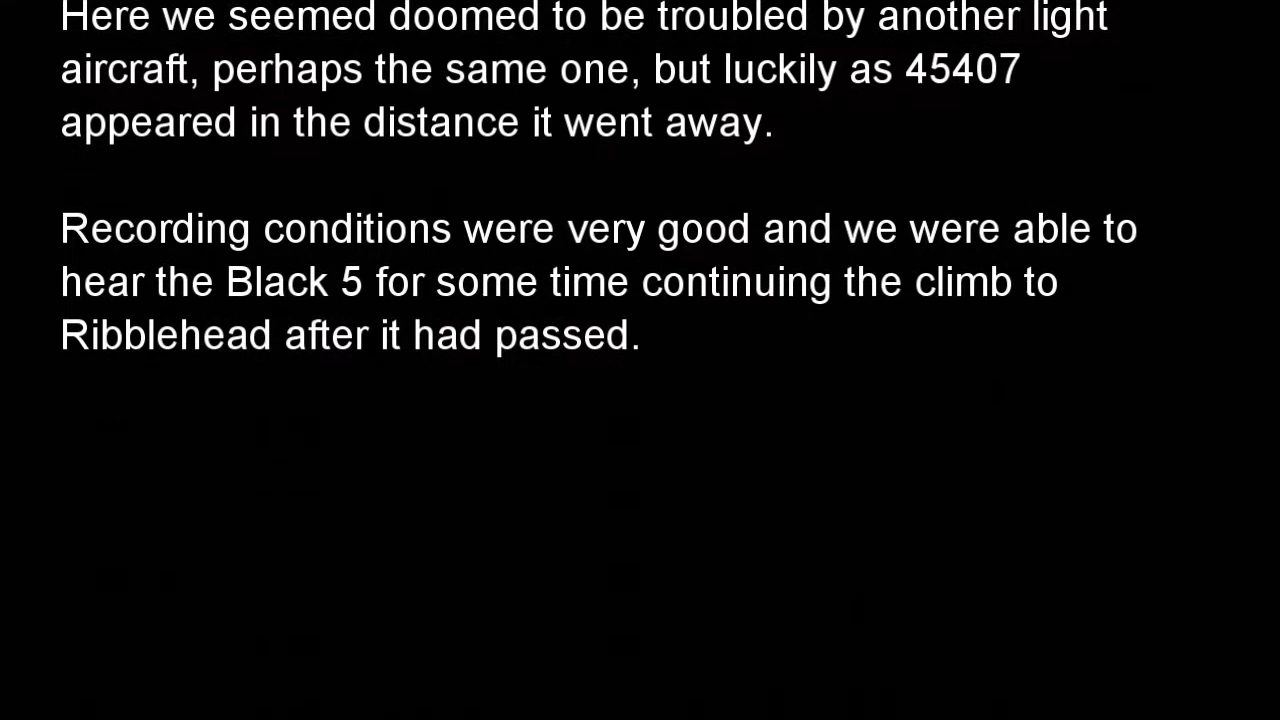 Here we seemed doomed to be troubled by another light
aircraft, perhaps the same one, but luckily as 45407
appeared in the distance it went away.
Recording conditions were very good and we were able to
hear the Black 5 for some time continuing the climb to
Ribblehead after it had passed.